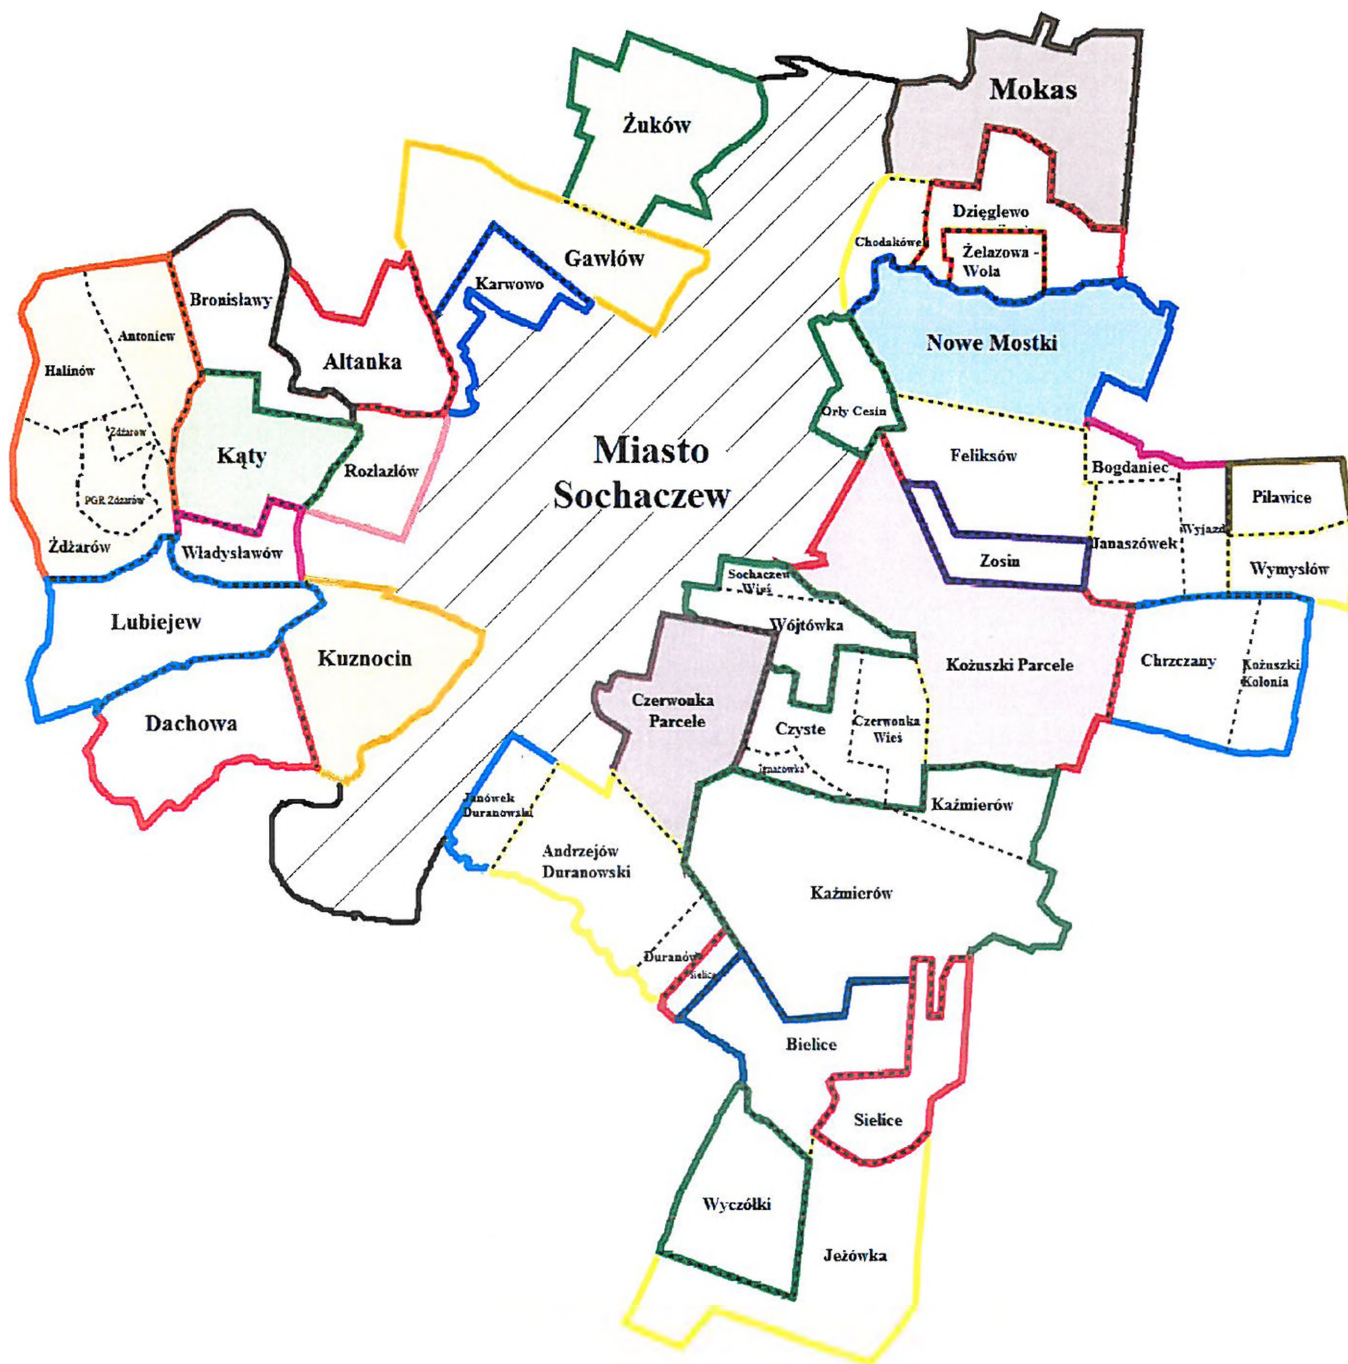 Mokas
Żuków
Dzięglewo
Chodakówek
Żelazowa -
Wola
Gawłów
Karwowo
Bronisławy
Antoniew
Altanka
Halinów
Nowe Mostki
Orły Cesin
Żdżarów
Kąty
Rozlazłów
Miasto
Sochaczew
Feliksów
Bogdaniec
Piławice
PGR Żdżarów
Wyjazd
Janaszówek
Żdżarów
Władysławów
Zosin
Wymysłów
Sochaczew
Wieś
Lubiejew
Wójtówka
Kuznocin
Kożuszki Parcele
Chrzczany
Kożuszki
Kolonia
Dachowa
Czerwonka
Parcele
Czyste
Czerwonka
Wieś
Ignacówka
Janówek
Duranowski
Kaźmierów
Andrzejów
Duranowski
Kaźmierów
Duranów
Sielice
Bielice
Sielice
Wyczółki
Jeżówka